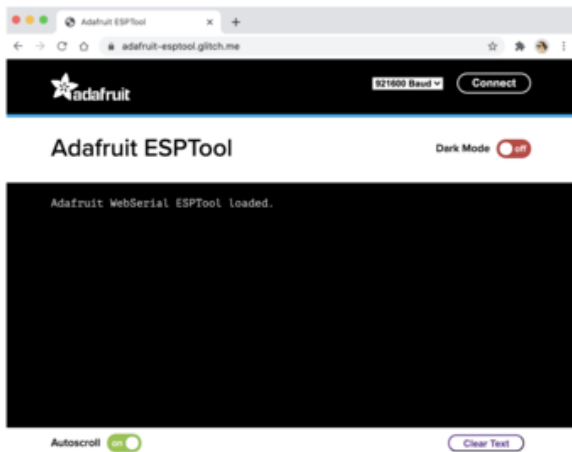 Adafruit ESPTool
adafruit-esptool.glitch.me
adafruit
921600 Baud
Connect
Adafruit ESPTool
Dark Mode off
Adafruit WebSerial ESPTool loaded.
Autoscroll on
Clear Text